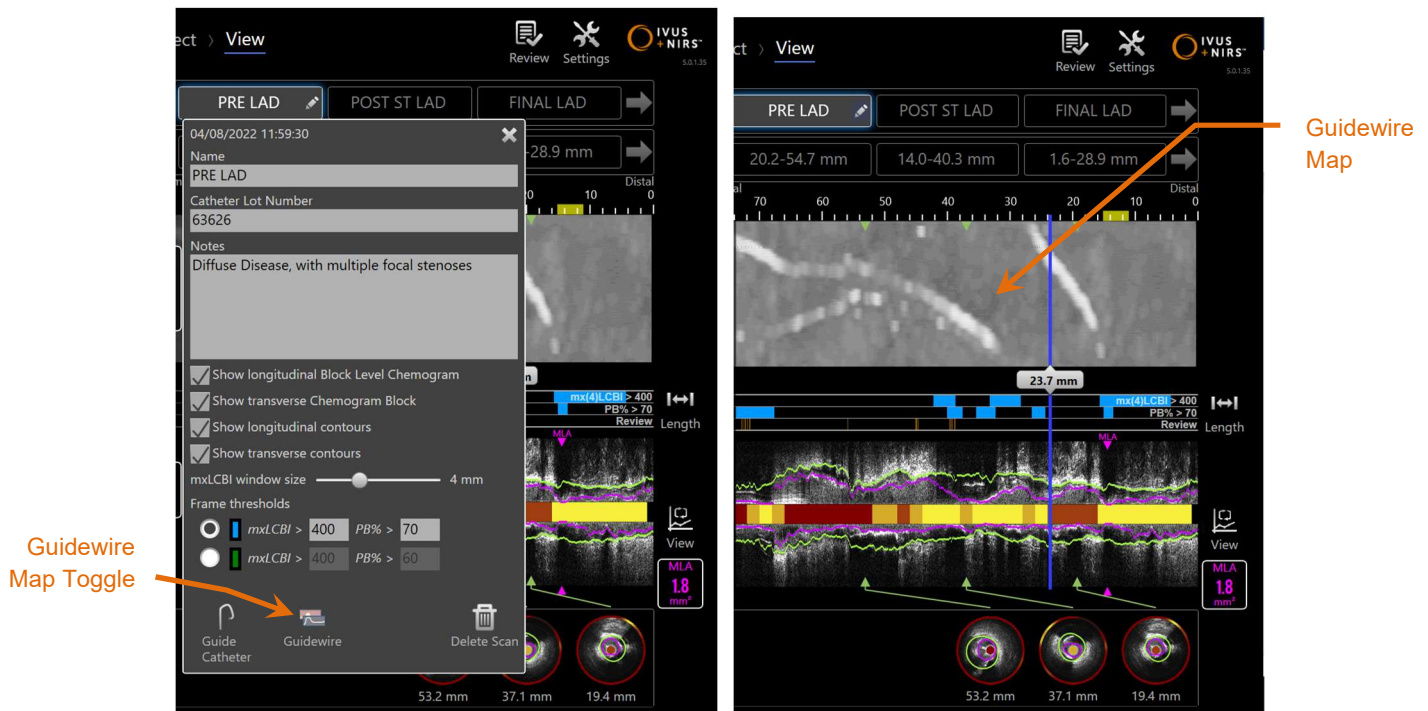 ect > View
Review
Settings
IVUS
+NIRS™
5.0.1.35
PRE LAD
POST ST LAD
FINAL LAD
04/08/2022 11:59:30
-28.9 mm
Name
PRE LAD
Distal
10 0
Catheter Lot Number
63626
Notes
Diffuse Disease, with multiple focal stenoses
Show longitudinal Block Level Chemogram
Show transverse Chemogram Block
Show longitudinal contours
Show transverse contours
mxLCBI window size 4 mm
Frame thresholds
mxLCBI > 400 PB% > 70
mxLCBI > 400 PB% > 60
Guide
Catheter
Guidewire
Delete Scan
mx(4)LCBI > 400
PB% > 70
Review
Length
MLA
View
MLA
1.8
mm²
53.2 mm 37.1 mm 19.4 mm
Guidewire
Map Toggle
ct > View
Review
Settings
IVUS
+NIRS™
5.0.1.35
PRE LAD
POST ST LAD
FINAL LAD
20.2-54.7 mm
14.0-40.3 mm
1.6-28.9 mm
al
Distal
70 60 50 40 30 20 10 0
23.7 mm
mx(4)LCBI > 400
PB% > 70
Review
Length
MLA
View
MLA
1.8
mm²
53.2 mm 37.1 mm 19.4 mm
Guidewire
Map